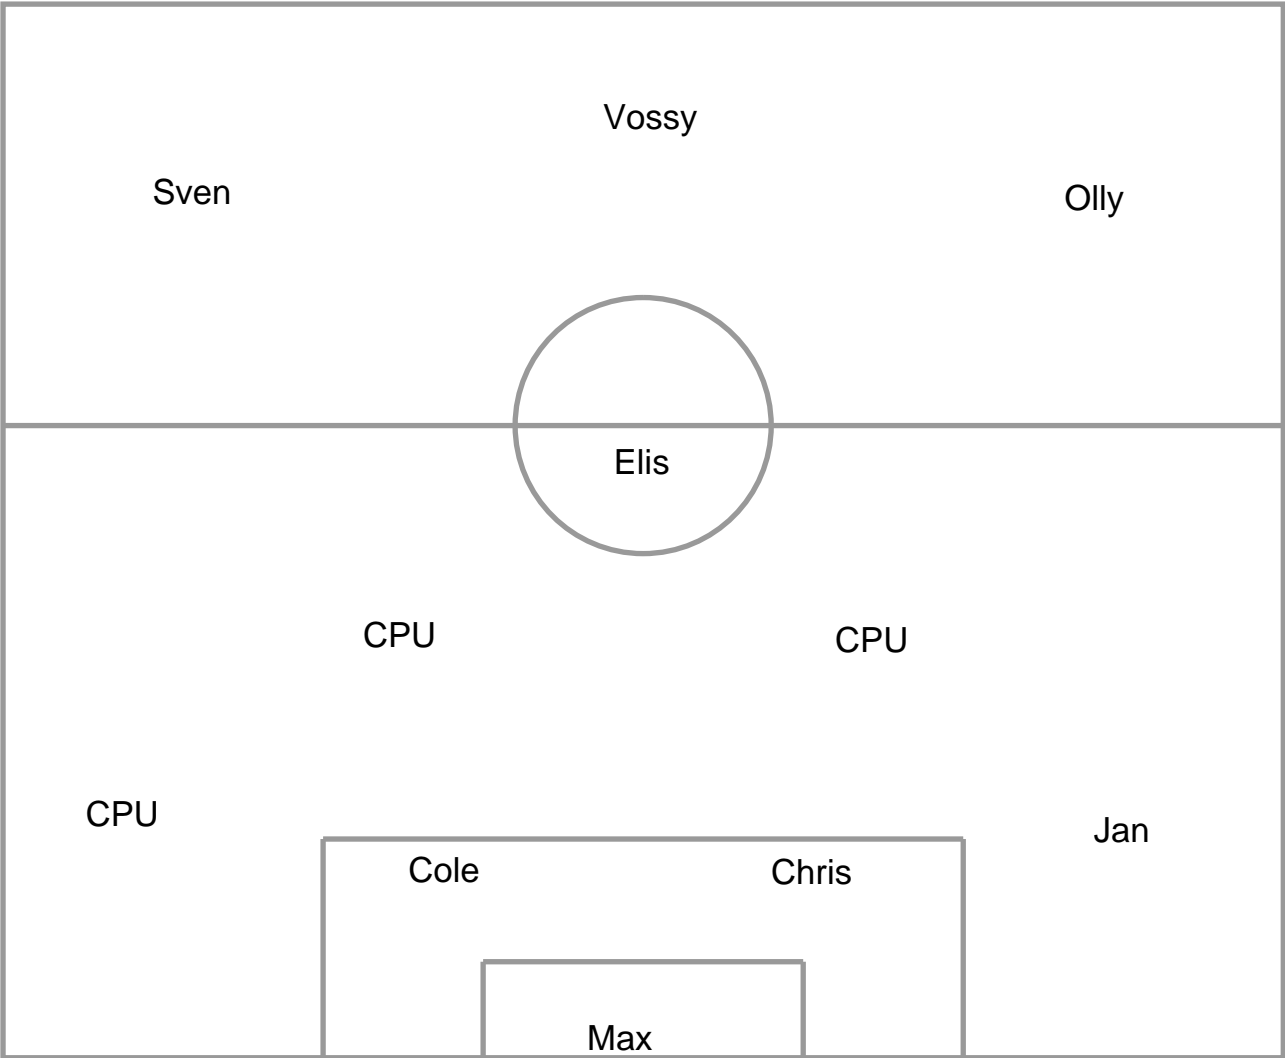 Vossy
Sven
Olly
Elis
CPU
CPU
CPU
Jan
Cole
Chris
Max